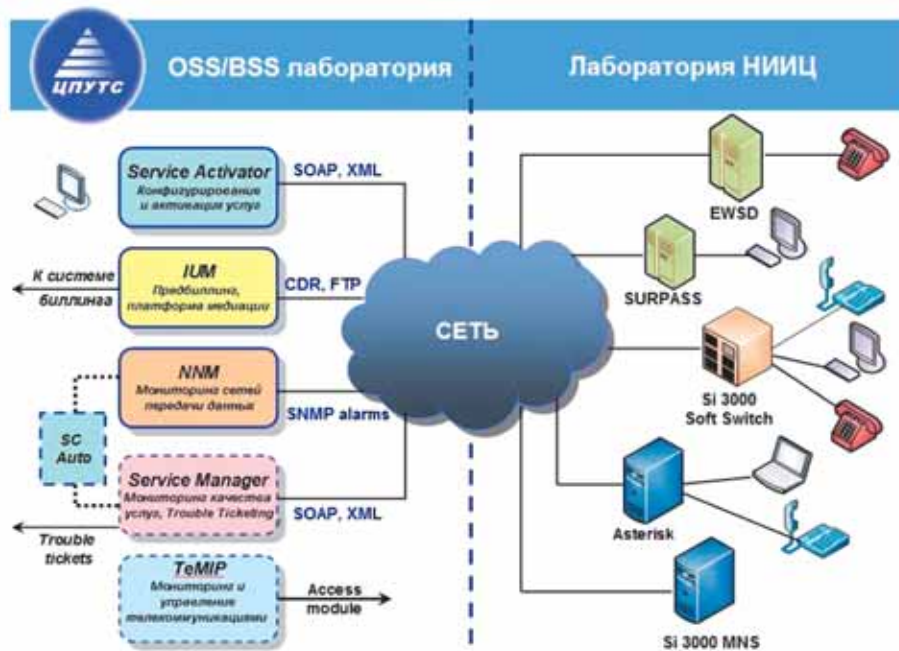 ЦПУТС
OSS/BSS лаборатория
Лаборатория НИИЦ
Service Activator
Конфигурирование
и активация услуг
SOAP, XML
К системе
биллинга
IUM
Предбиллинг,
платформа медиации
CDR, FTP
NNM
Мониторинг сетей
передачи данных
SNMP alarms
SC
Auto
Service Manager
Мониторинг качества
услуг, Trouble Ticketing
SOAP, XML
Trouble
tickets
TeMIP
Мониторинг и
управление
телекоммуникациями
Access
module
СЕТЬ
EWSD
SURPASS
Si 3000
Soft Switch
Asterisk
Si 3000 MNS